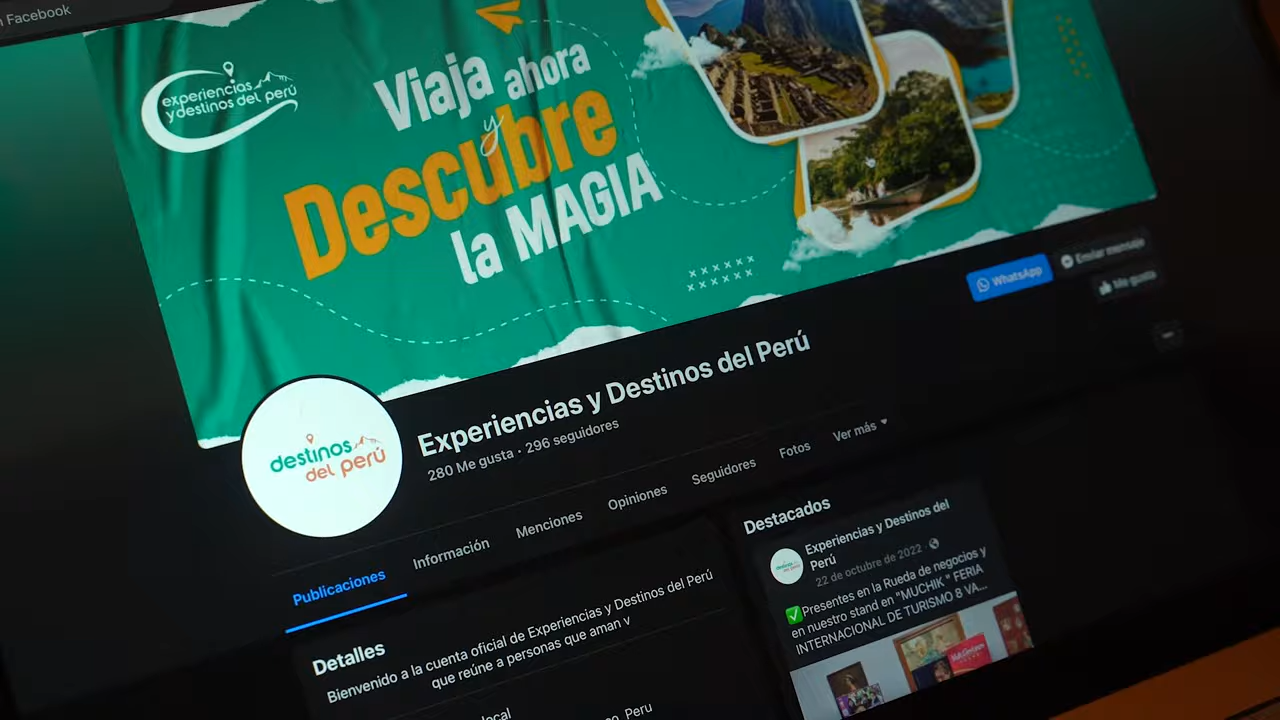 n Facebook
experiencias
y destinos del perú
Viaja ahora
y
Descubre
la MAGIA
WhatsApp
Enviar mensaje
Me gusta
destinos
del perú
Experiencias y Destinos del Perú
280 Me gusta • 296 seguidores
Publicaciones
Información
Menciones
Opiniones
Seguidores
Fotos
Ver más
Detalles
Bienvenido a la cuenta oficial de Experiencias y Destinos del Perú
que reúne a personas que aman v
local
o, Peru
Destacados
Experiencias y Destinos del
Perú
22 de octubre de 2022
✅Presentes en la Rueda de negocios y
en nuestro stand en "MUCHIK " FERIA
INTERNACIONAL DE TURISMO 8 VA...